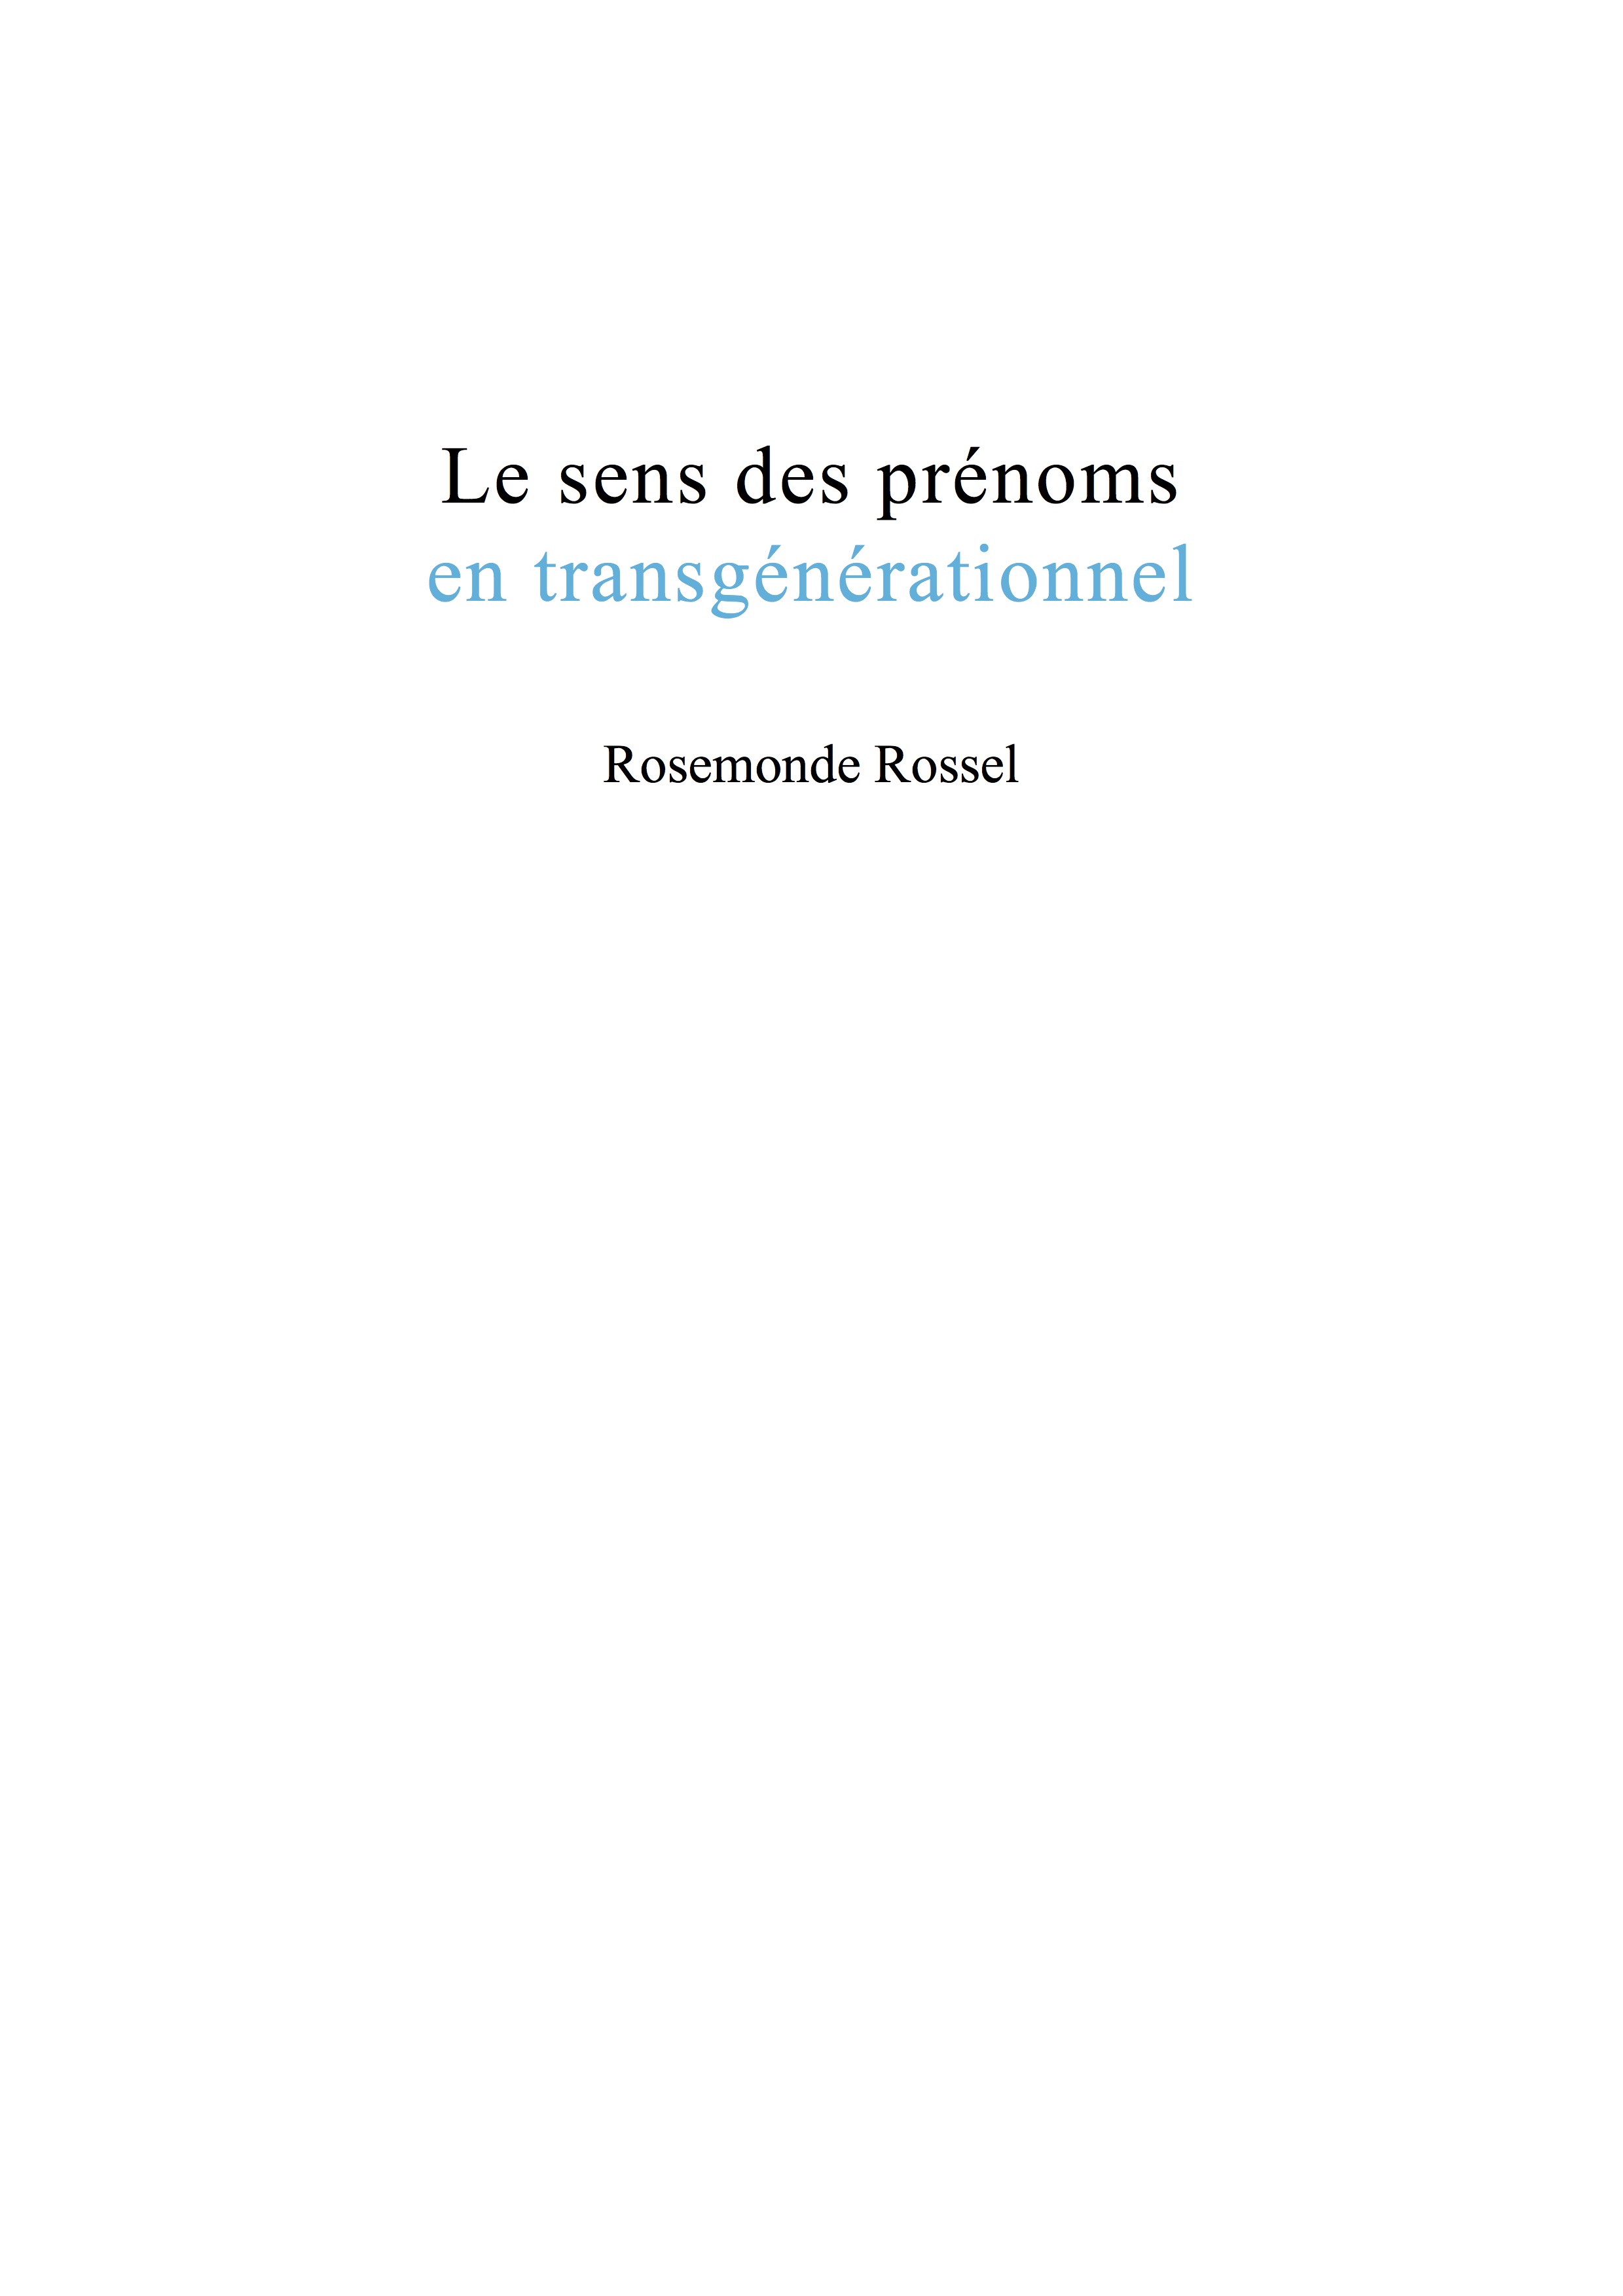 Le sens des prénoms
en transgénérationnel
Rosemonde Rossel